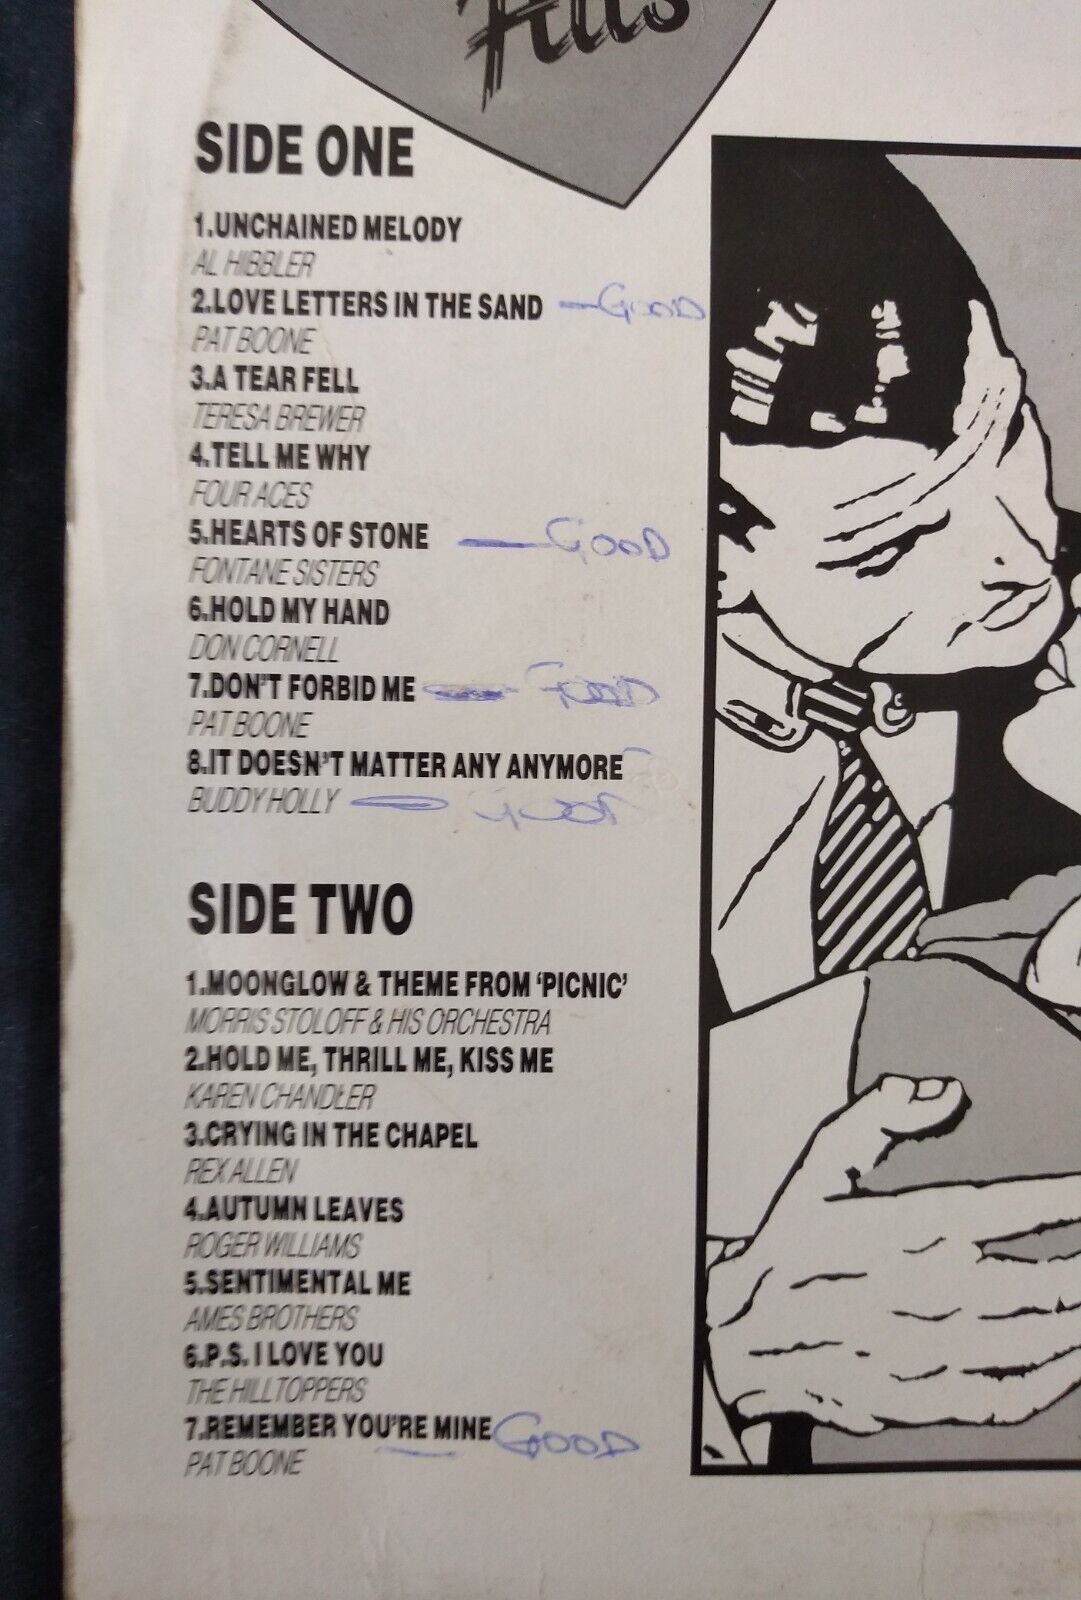 SIDE ONE
1.UNCHAINED MELODY
AL HIBBLER
2.LOVE LETTERS IN THE SAND — GOOD
PAT BOONE
3.A TEAR FELL
TERESA BREWER
4.TELL ME WHY
FOUR ACES
5.HEARTS OF STONE — GOOD
FONTANE SISTERS
6.HOLD MY HAND
DON CORNELL
7.DON'T FORBID ME — GOOD
PAT BOONE
8.IT DOESN'T MATTER ANY ANYMORE
BUDDY HOLLY
SIDE TWO
1.MOONGLOW & THEME FROM 'PICNIC'
MORRIS STOLOFF & HIS ORCHESTRA
2.HOLD ME, THRILL ME, KISS ME
KAREN CHANDLER
3.CRYING IN THE CHAPEL
REX ALLEN
4.AUTUMN LEAVES
ROGER WILLIAMS
5.SENTIMENTAL ME
AMES BROTHERS
6.P.S. I LOVE YOU
THE HILLTOPPERS
7.REMEMBER YOU'RE MINE GOOD
PAT BOONE